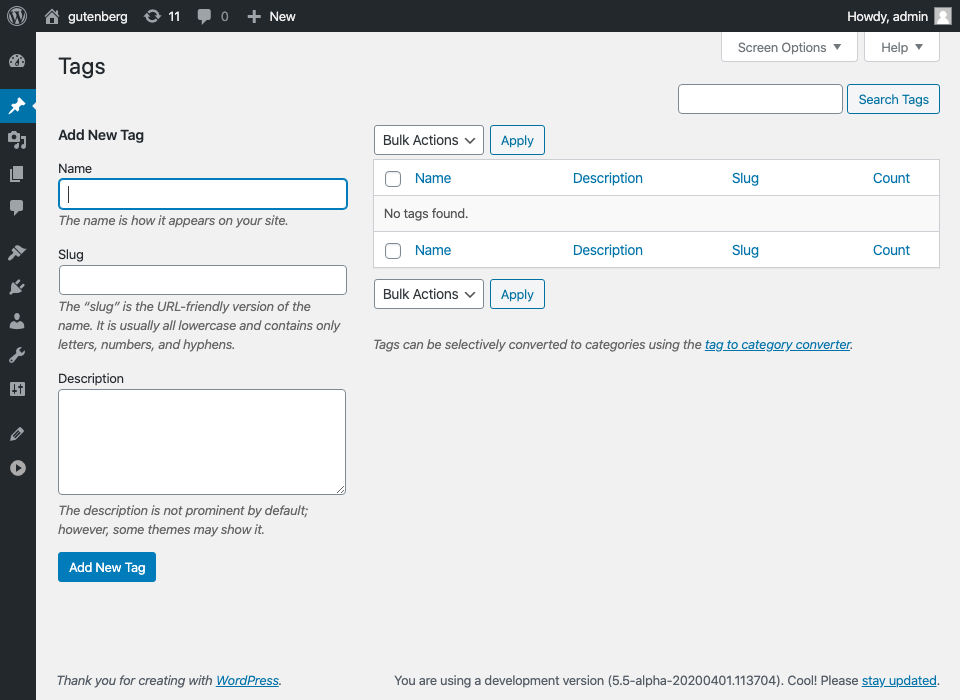 gutenberg 11 0 New Howdy, admin
Screen Options Help
Tags
Search Tags
Add New Tag
Bulk Actions Apply
Name
The name is how it appears on your site.
Name Description Slug Count
No tags found.
Name Description Slug Count
Slug
The “slug” is the URL-friendly version of the
name. It is usually all lowercase and contains only
letters, numbers, and hyphens.
Bulk Actions Apply
Tags can be selectively converted to categories using the tag to category converter.
Description
The description is not prominent by default;
however, some themes may show it.
Add New Tag
Thank you for creating with WordPress.
You are using a development version (5.5-alpha-20200401.113704). Cool! Please stay updated.